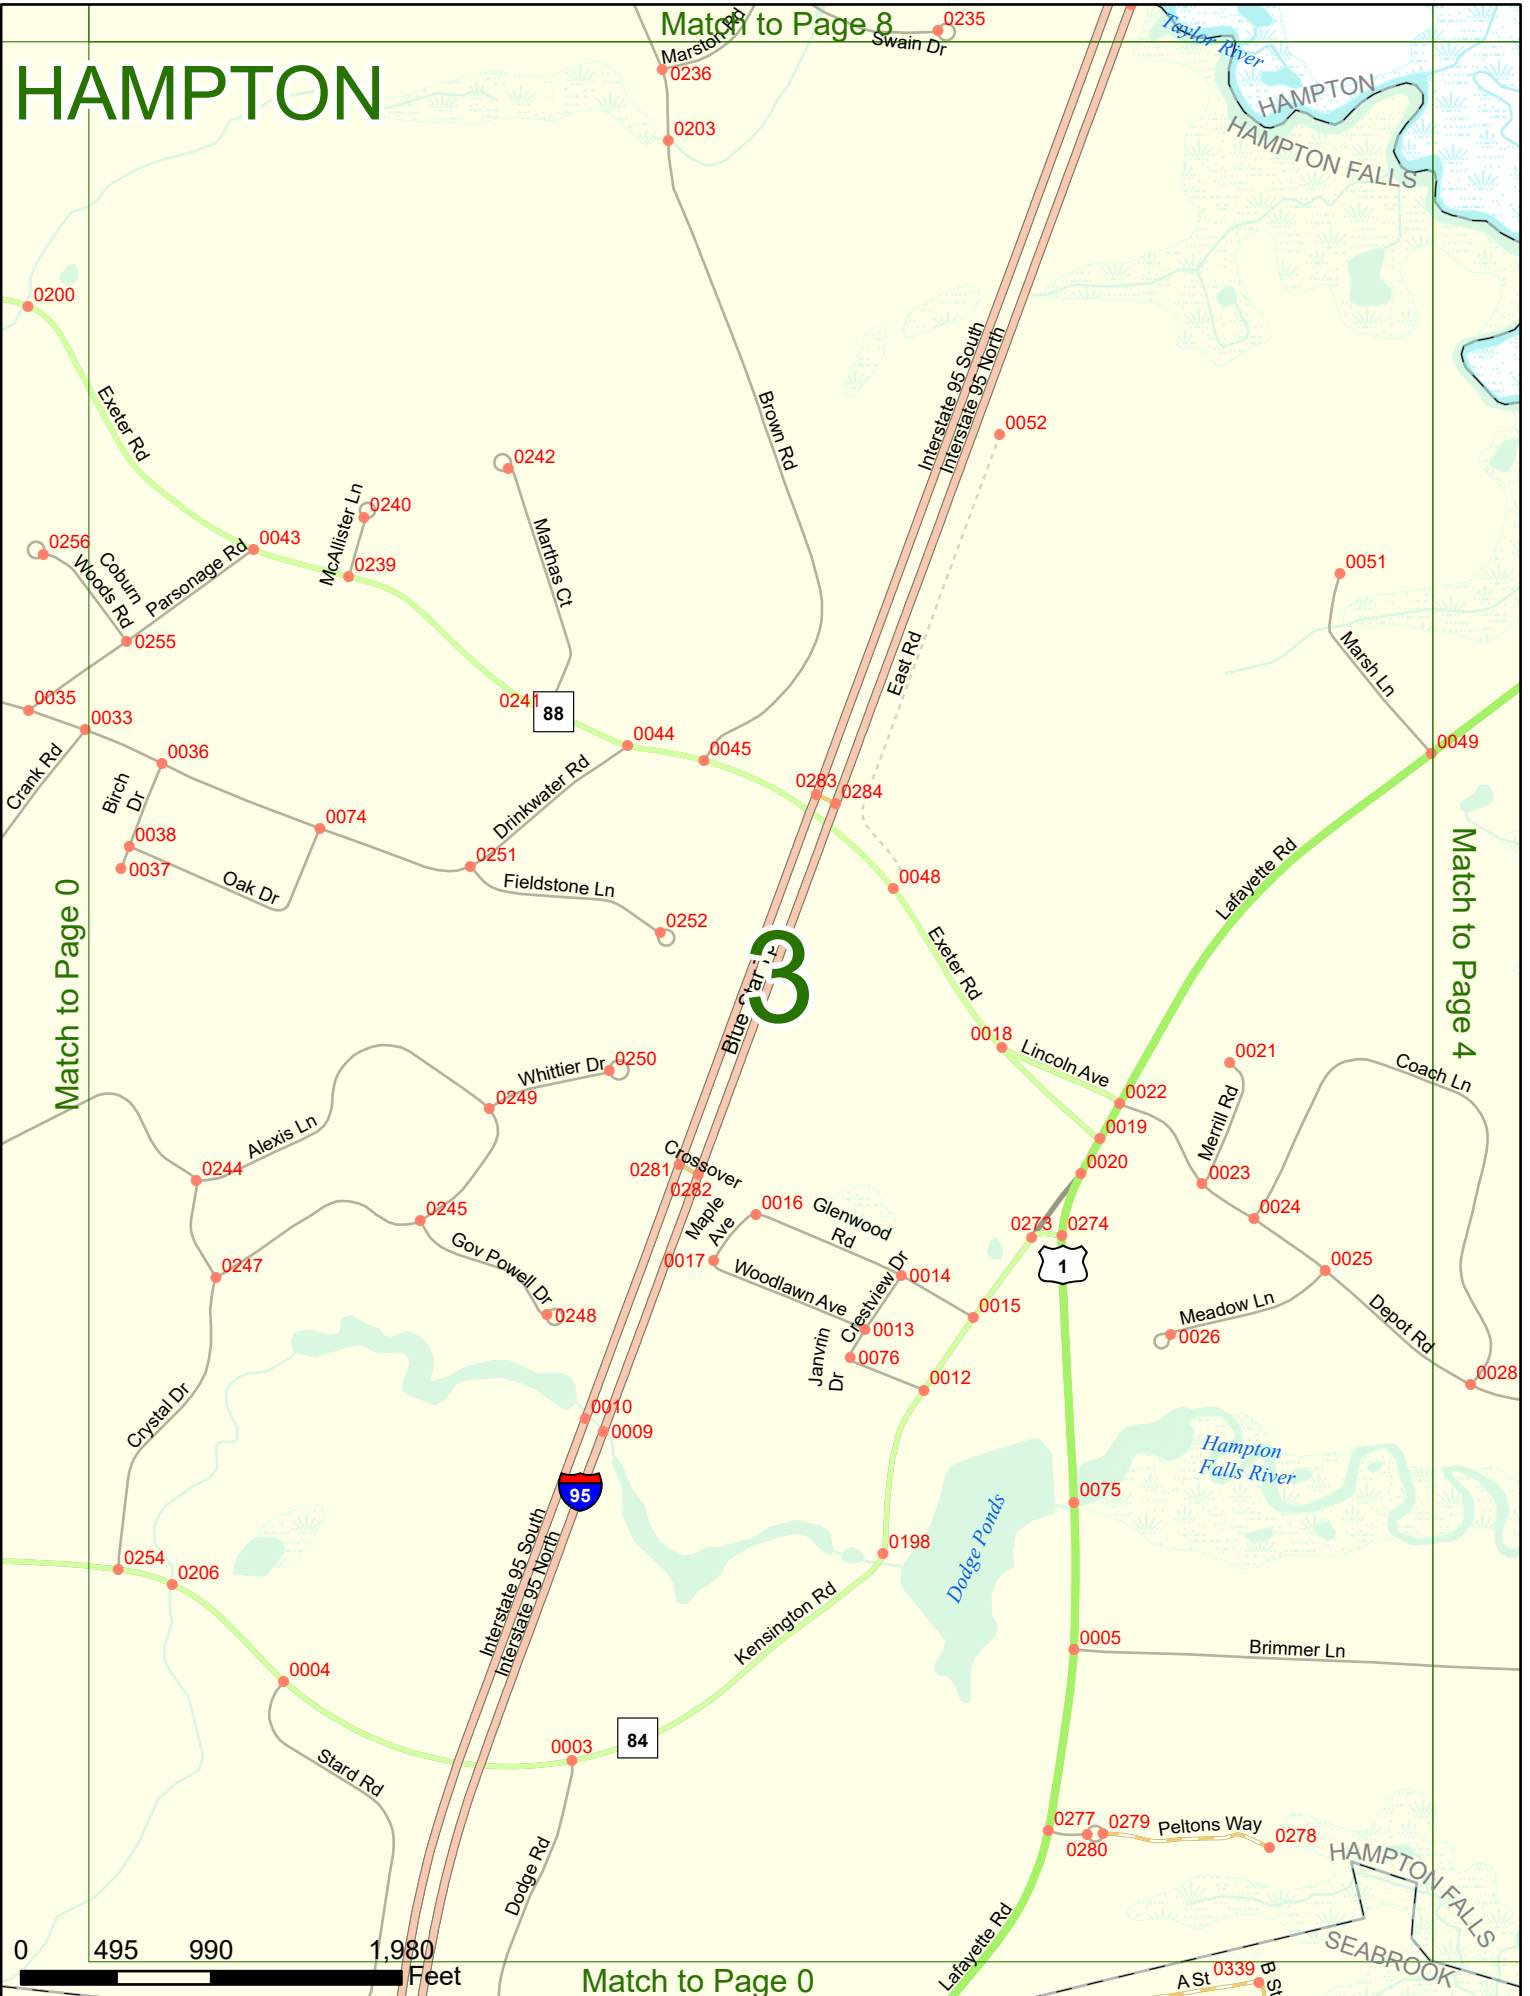 Match to Page 8
0235
Swain Dr
Marston Rd
0236
0203
Taylor River
HAMPTON
HAMPTON FALLS
HAMPTON
0200
Exeter Rd
Brown Rd
Interstate 95 South
Interstate 95 North
0052
0242
0240
McAllister Ln
Marthas Ct
0043
0239
0256
Coburn
Woods Rd
Parsonage Rd
0255
0051
Marsh Ln
East Rd
0035
0033
0241
88
0044
0045
0049
0036
Crank Rd
Birch
Dr
0283
0284
Drinkwater Rd
0074
0038
0037
Oak Dr
0251
Fieldstone Ln
0252
0048
Lafayette Rd
Match to Page 0
Match to Page 4
3
Blue Star
Exeter Rd
0018
Lincoln Ave
0021
Coach Ln
Whittier Dr
0250
0249
0022
Merrill Rd
Alexis Ln
0019
0244
Crossover
0281
0282
0020
0023
0024
Maple
Ave
0016
Glenwood
Rd
0245
0273
0274
1
Gov Powell Dr
0247
0017
Woodlawn Ave
Crestview Dr
0014
0025
0248
0015
Meadow Ln
0026
Depot Rd
0013
Janvrin
Dr
0076
0012
0028
Crystal Dr
0010
0009
Hampton
Falls River
95
0075
Dodge Ponds
Interstate 95 South
Interstate 95 North
0198
0254
0206
Kensington Rd
0005
Brimmer Ln
0004
84
0003
Stard Rd
Dodge Rd
0277
0279
0280
Peltons Way
0278
HAMPTON FALLS
SEABROOK
Lafayette Rd
0 495 990 1,980
Feet
Match to Page 0
A St
0339
B St